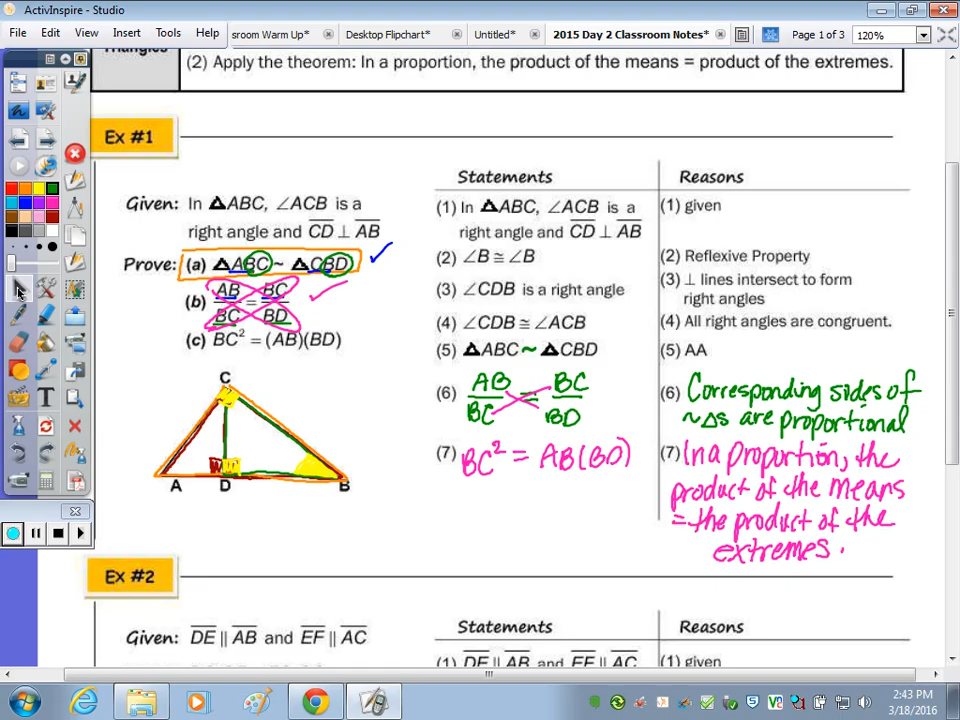 ActivInspire - Studio
File Edit View Insert Tools Help
sroom Warm Up* Desktop Flipchart* Untitled* 2015 Day 2 Classroom Notes* Page 1 of 3 120%
Triangles
(2) Apply the theorem: In a proportion, the product of the means = product of the extremes.
Ex #1
Given: In △ABC, ∠ACB is a
right angle and CD ⊥ AB
Prove: (a) △ABC ~ △CBD
(b) AB/BC = BC/BD
(c) BC² = (AB)(BD)
C
A D B
Statements
(1) In △ABC, ∠ACB is a
right angle and CD ⊥ AB
(2) ∠B ≅ ∠B
(3) ∠CDB is a right angle
(4) ∠CDB ≅ ∠ACB
(5) △ABC ~ △CBD
(6) AB/BC = BC/BD
(7) BC² = AB(BD)
Reasons
(1) given
(2) Reflexive Property
(3) ⊥ lines intersect to form
right angles
(4) All right angles are congruent.
(5) AA
(6) Corresponding sides of
~△s are proportional
(7) In a proportion, the
product of the means
= the product of the
extremes.
Ex #2
Given: DE || AB and EF || AC
Statements
(1) DE || AB and EF || AC
Reasons
(1) given
2:43 PM
3/18/2016